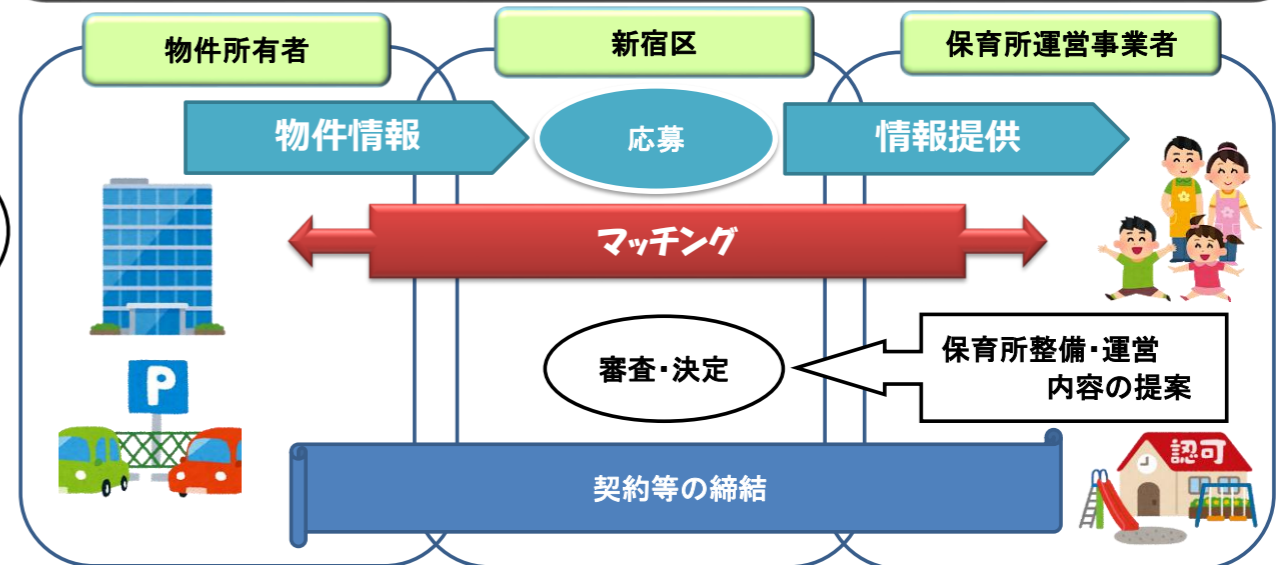 物件所有者
新宿区
保育所運営事業者
物件情報
応募
情報提供
マッチング
審査・決定
保育所整備・運営
内容の提案
P
契約等の締結
認可